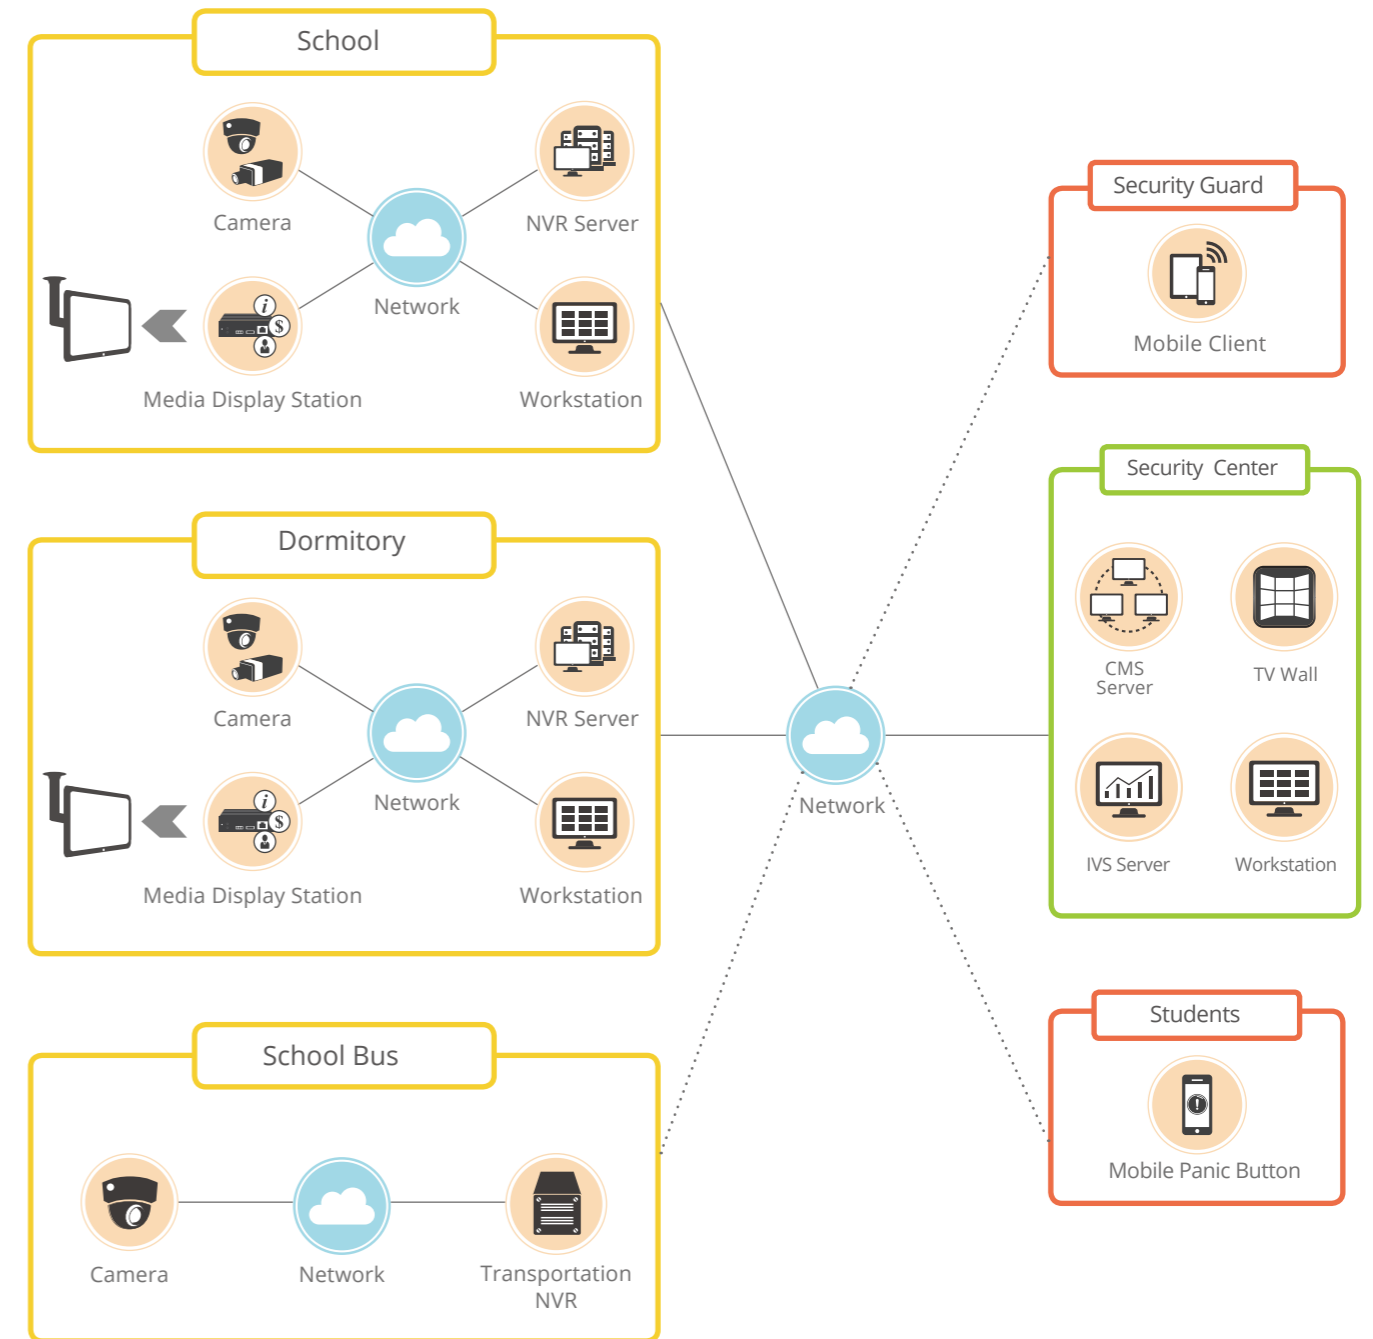 School
Camera
NVR Server
Network
Media Display Station
Workstation
Dormitory
Camera
NVR Server
Network
Media Display Station
Workstation
School Bus
Camera
Network
Transportation
NVR
Network
Security Guard
Mobile Client
Security Center
CMS
Server
TV Wall
IVS Server
Workstation
Students
Mobile Panic Button